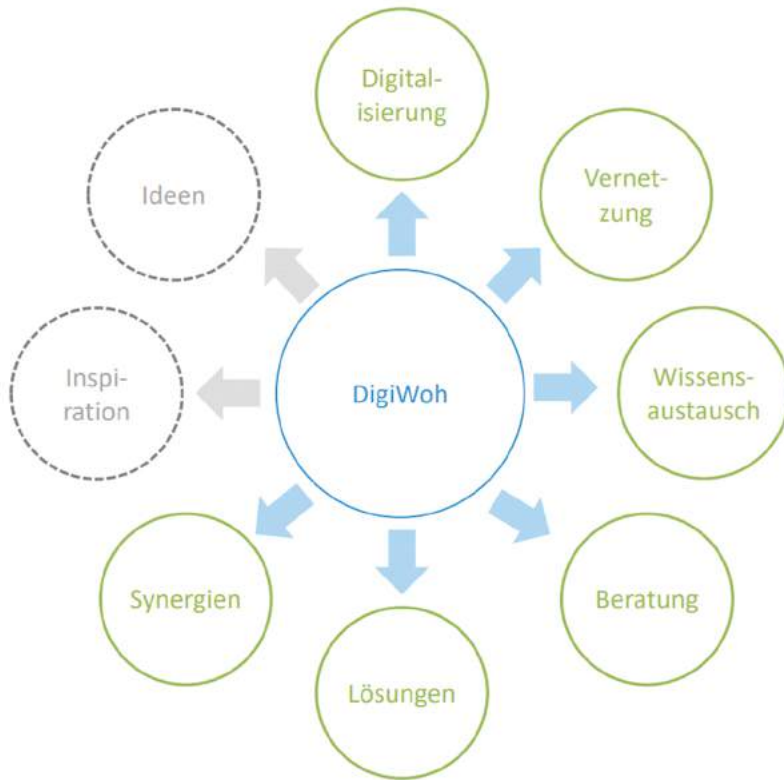 Digital-
isierung
Vernet-
zung
Wissens-
austausch
Beratung
Lösungen
Synergien
Inspi-
ration
Ideen
DigiWoh